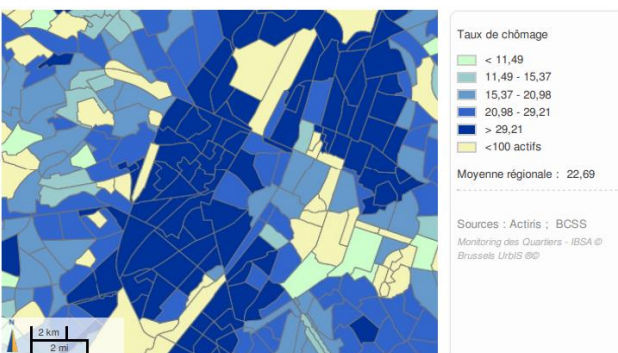 Taux de chômage
< 11,49
11,49 - 15,37
15,37 - 20,98
20,98 - 29,21
> 29,21
<100 actifs
Moyenne régionale : 22,69
Sources : Actiris ; BCSS
Monitoring des Quartiers - IBSA ©
Brussels UrbIS ®©
N
2 km
2 mi